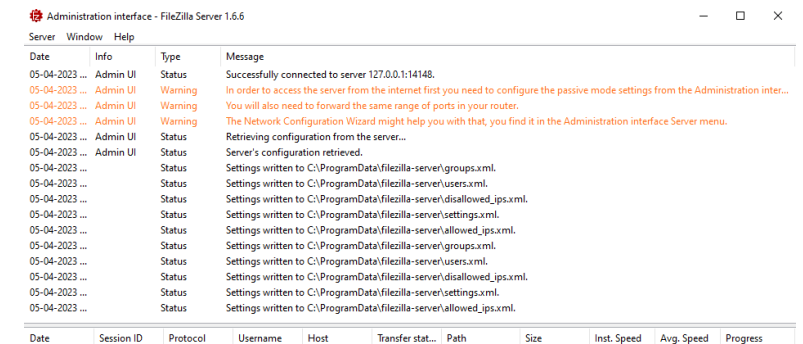 Administration interface - FileZilla Server 1.6.6
Server Window Help
Date Info Type Message
05-04-2023 ... Admin UI Status Successfully connected to server 127.0.0.1:14148.
05-04-2023 ... Admin UI Warning In order to access the server from the internet first you need to configure the passive mode settings from the Administration inter...
05-04-2023 ... Admin UI Warning You will also need to forward the same range of ports in your router.
05-04-2023 ... Admin UI Warning The Network Configuration Wizard might help you with that, you find it in the Administration interface Server menu.
05-04-2023 ... Admin UI Status Retrieving configuration from the server...
05-04-2023 ... Admin UI Status Server's configuration retrieved.
05-04-2023 ... Status Settings written to C:\ProgramData\filezilla-server\groups.xml.
05-04-2023 ... Status Settings written to C:\ProgramData\filezilla-server\users.xml.
05-04-2023 ... Status Settings written to C:\ProgramData\filezilla-server\disallowed_ips.xml.
05-04-2023 ... Status Settings written to C:\ProgramData\filezilla-server\settings.xml.
05-04-2023 ... Status Settings written to C:\ProgramData\filezilla-server\allowed_ips.xml.
05-04-2023 ... Status Settings written to C:\ProgramData\filezilla-server\groups.xml.
05-04-2023 ... Status Settings written to C:\ProgramData\filezilla-server\users.xml.
05-04-2023 ... Status Settings written to C:\ProgramData\filezilla-server\disallowed_ips.xml.
05-04-2023 ... Status Settings written to C:\ProgramData\filezilla-server\settings.xml.
05-04-2023 ... Status Settings written to C:\ProgramData\filezilla-server\allowed_ips.xml.
Date Session ID Protocol Username Host Transfer stat... Path Size Inst. Speed Avg. Speed Progress